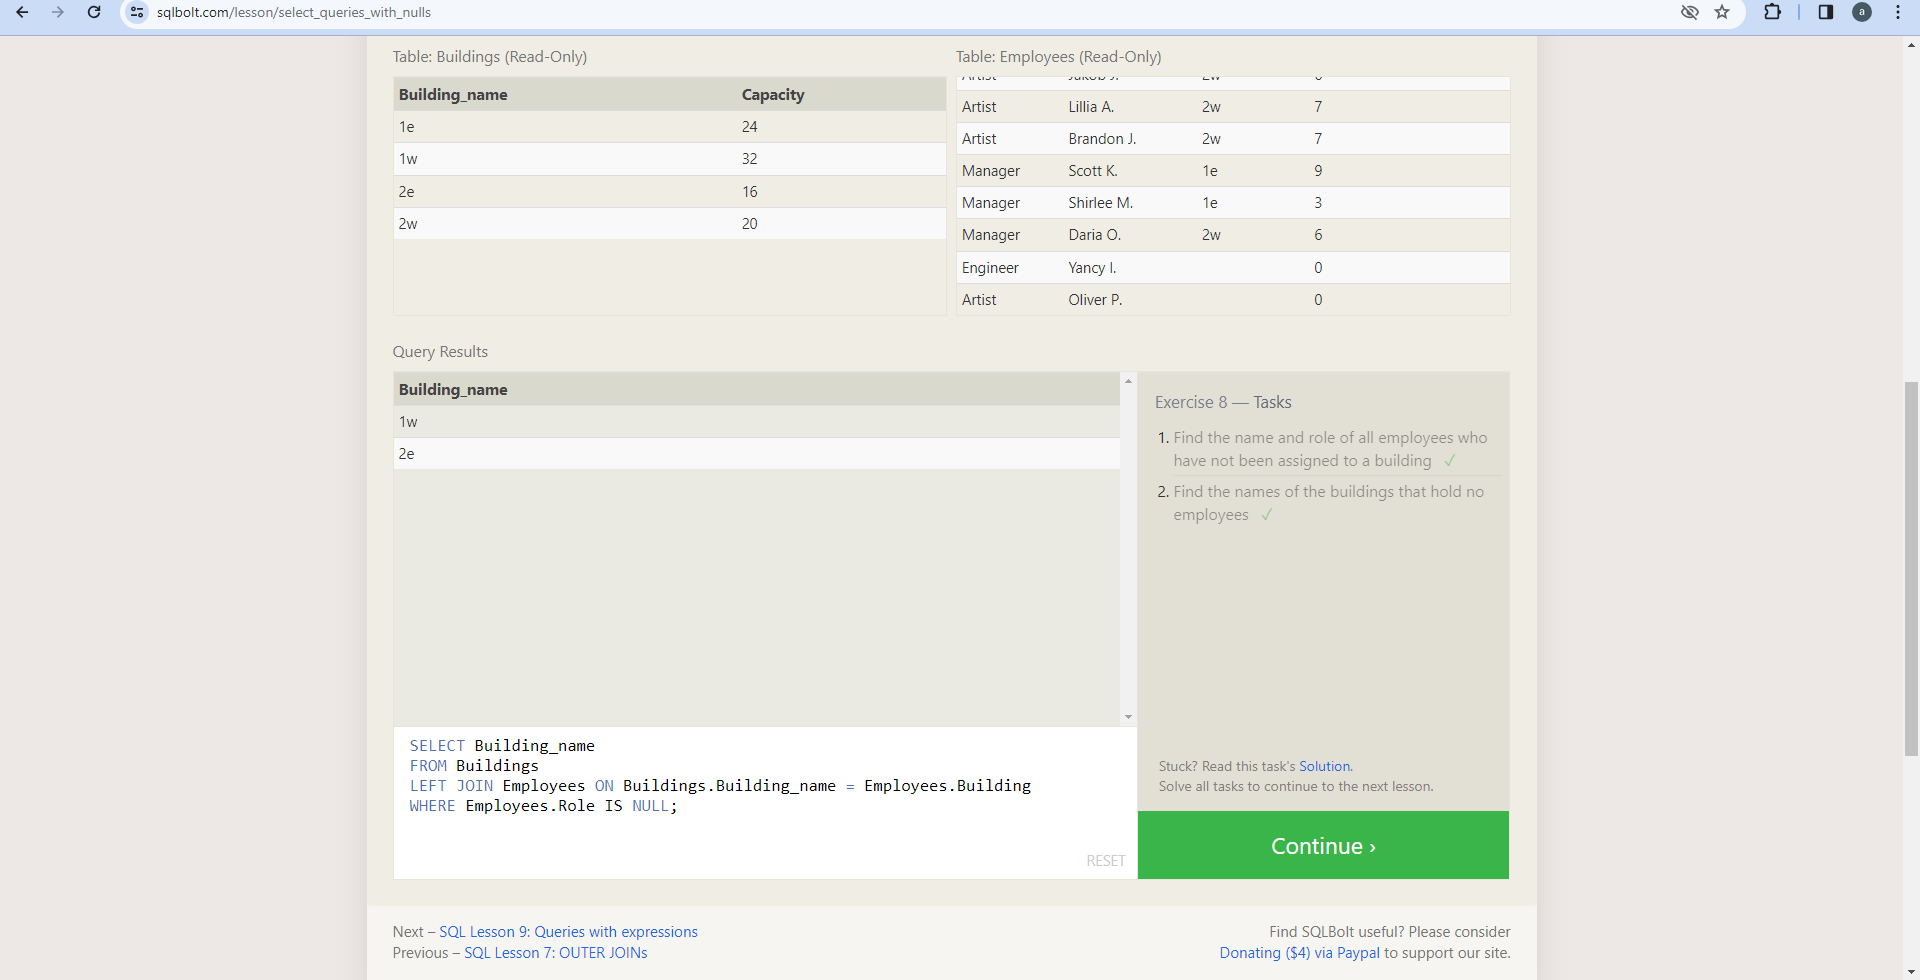 sqlbolt.com/lesson/select_queries_with_nulls
a
Table: Buildings (Read-Only)
Building_name Capacity
1e 24
1w 32
2e 16
2w 20
Table: Employees (Read-Only)
Artist Jakob J. 2w 6
Artist Lillia A. 2w 7
Artist Brandon J. 2w 7
Manager Scott K. 1e 9
Manager Shirlee M. 1e 3
Manager Daria O. 2w 6
Engineer Yancy I. 0
Artist Oliver P. 0
Query Results
Building_name
1w
2e
Exercise 8 — Tasks
1. Find the name and role of all employees who
have not been assigned to a building ✓
2. Find the names of the buildings that hold no
employees ✓
SELECT Building_name
FROM Buildings
LEFT JOIN Employees ON Buildings.Building_name = Employees.Building
WHERE Employees.Role IS NULL;
RESET
Stuck? Read this task's Solution.
Solve all tasks to continue to the next lesson.
Continue ›
Next – SQL Lesson 9: Queries with expressions
Previous – SQL Lesson 7: OUTER JOINs
Find SQLBolt useful? Please consider
Donating ($4) via Paypal to support our site.